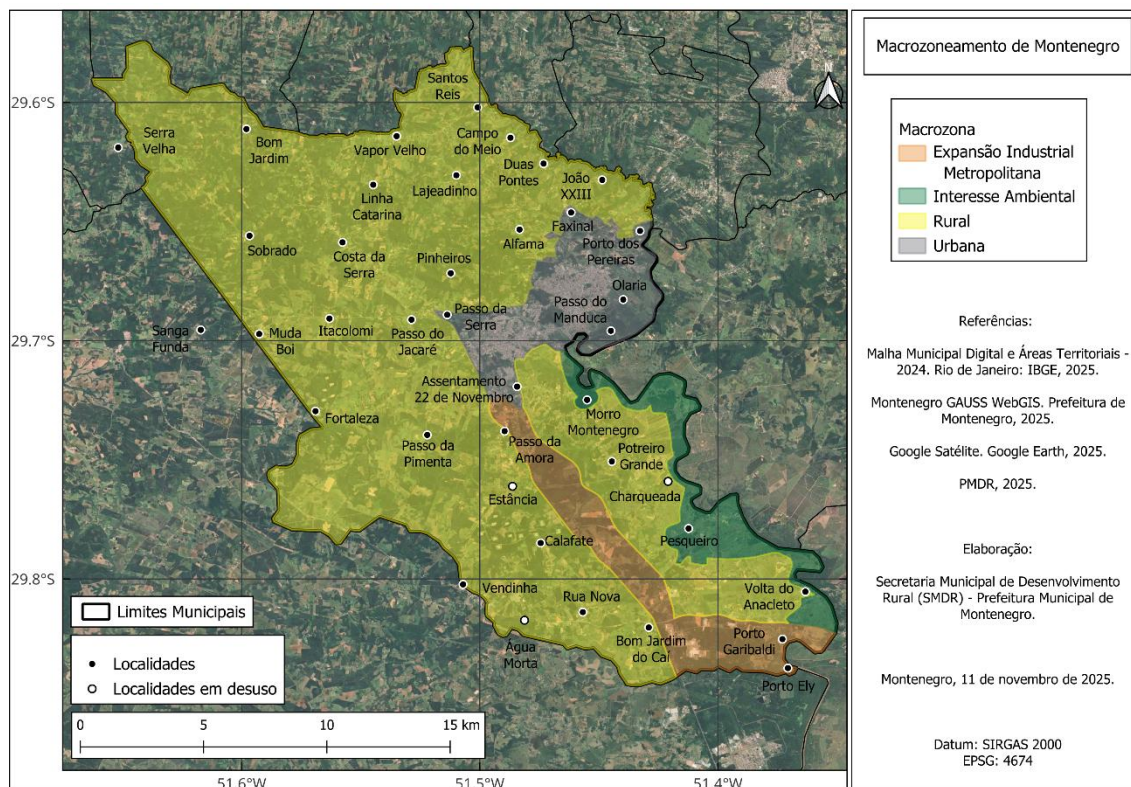 Macrozoneamento de Montenegro
N
Macrozona
Expansão Industrial
Metropolitana
Interesse Ambiental
Rural
Urbana
Referências:
Malha Municipal Digital e Áreas Territoriais -
2024. Rio de Janeiro: IBGE, 2025.
Montenegro GAUSS WebGIS. Prefeitura de
Montenegro, 2025.
Google Satélite. Google Earth, 2025.
PMDR, 2025.
Elaboração:
Secretaria Municipal de Desenvolvimento
Rural (SMDR) - Prefeitura Municipal de
Montenegro.
Montenegro, 11 de novembro de 2025.
Datum: SIRGAS 2000
EPSG: 4674
29.6°S
29.7°S
29.8°S
51.6°W
51.5°W
51.4°W
Santos
Reis
Serra
Velha
Bom
Jardim
Vapor Velho
Campo
do Meio
Duas
Pontes
João
XXIII
Lajeadinho
Linha
Catarina
Faxinal
Alfama
Porto dos
Pereiras
Sobrado
Costa da
Serra
Pinheiros
Olaria
Passo do
Manduca
Passo da
Serra
Sanga
Funda
Muda
Boi
Itacolomi
Passo do
Jacaré
Assentamento
22 de Novembro
Morro
Montenegro
Fortaleza
Passo da
Pimenta
Passo da
Amora
Potreiro
Grande
Charqueada
Estância
Pesqueiro
Calafate
Vendinha
Rua Nova
Volta do
Anacleto
Água
Morta
Bom Jardim
do Caí
Porto
Garibaldi
Porto Ely
Limites Municipais
Localidades
Localidades em desuso
0 5 10 15 km